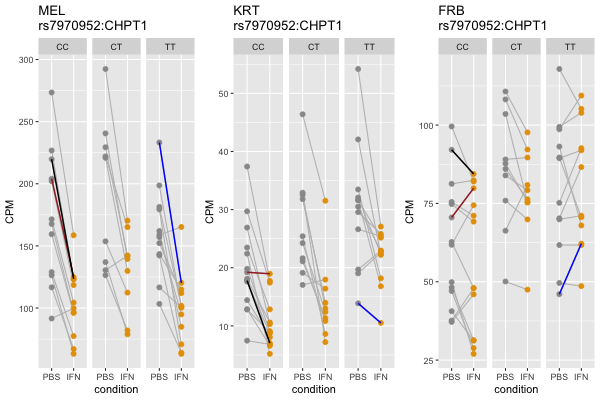 MEL
rs7970952:CHPT1
CC CT TT
300
250
200
150
100
CPM
PBS IFN PBS IFN PBS IFN
condition
KRT
rs7970952:CHPT1
CC CT TT
50
40
30
20
10
CPM
PBS IFN PBS IFN PBS IFN
condition
FRB
rs7970952:CHPT1
CC CT TT
100
75
50
25
CPM
PBS IFN PBS IFN PBS IFN
condition